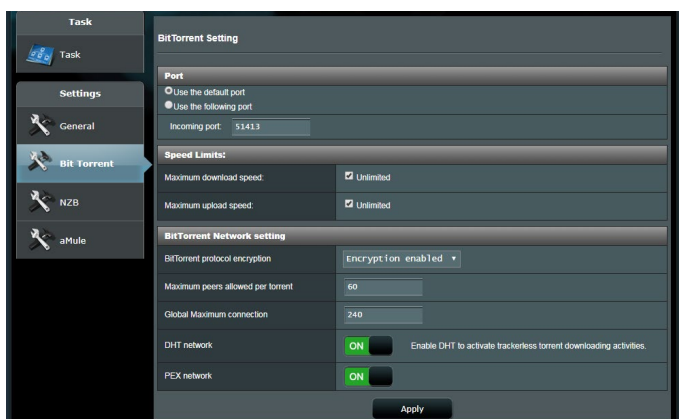 Task
Task
Settings
General
Bit Torrent
NZB
aMule
BitTorrent Setting
Port
Use the default port
Use the following port
Incoming port: 51413
Speed Limits:
Maximum download speed: Unlimited
Maximum upload speed: Unlimited
BitTorrent Network setting
BitTorrent protocol encryption Encryption enabled
Maximum peers allowed per torrent 60
Global Maximum connection 240
DHT network ON Enable DHT to activate trackerless torrent downloading activities.
PEX network ON
Apply